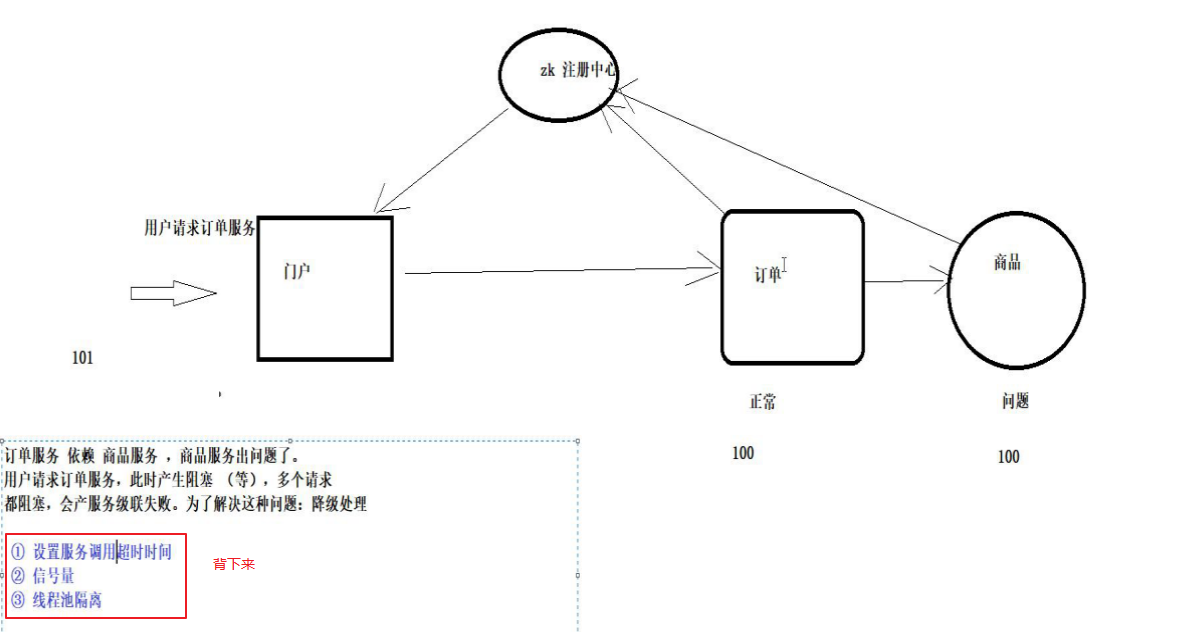 zk 注册中心
用户请求订单服务
门户
订单
商品
101
正常
问题
100
100
订单服务 依赖 商品服务 ，商品服务出问题了。
用户请求订单服务，此时产生阻塞 （等），多个请求
都阻塞，会产服务级联失败。为了解决这种问题：降级处理
① 设置服务调用超时时间
② 信号量
③ 线程池隔离
背下来